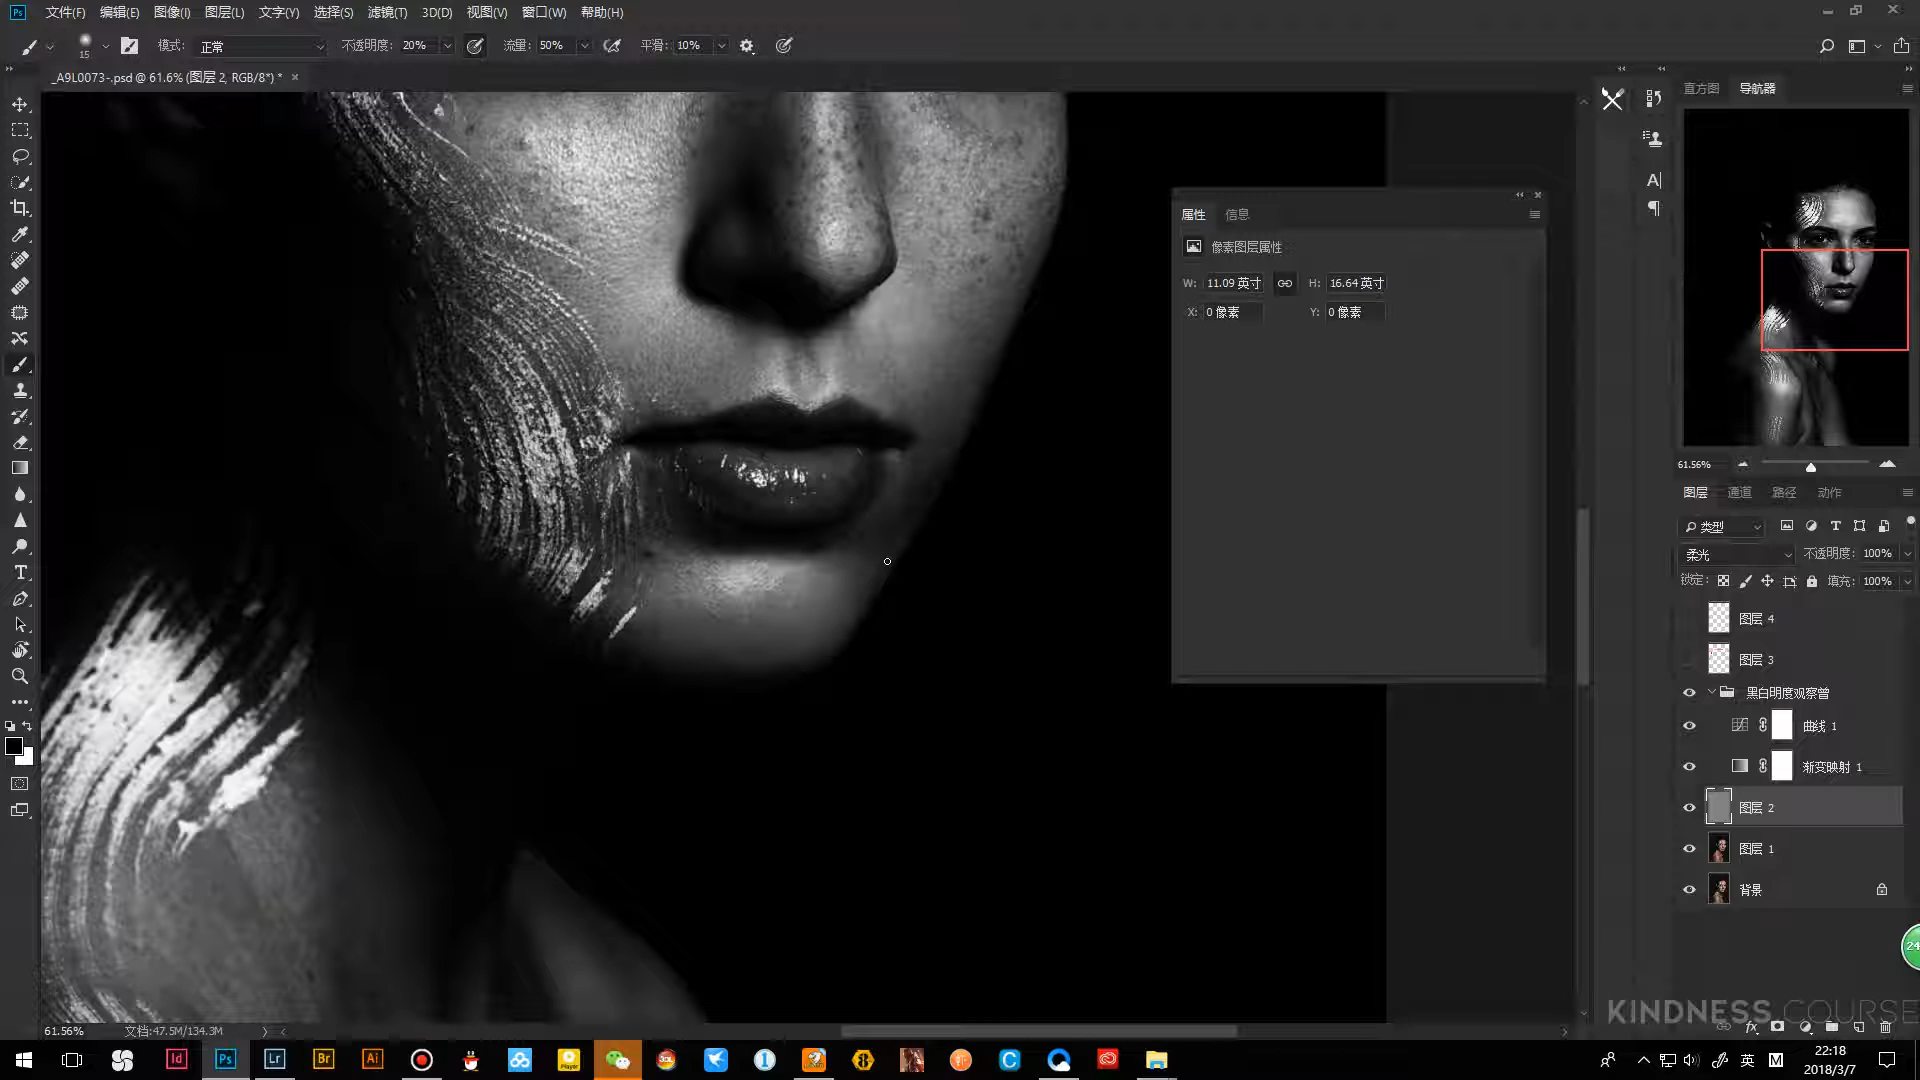 文件(F) 编辑(E) 图像(I) 图层(L) 文字(Y) 选择(S) 滤镜(T) 3D(D) 视图(V) 窗口(W) 帮助(H)
15 模式: 正常 不透明度: 20% 流量: 50% 平滑: 10%
_A9L0073-.psd @ 61.6% (图层 2, RGB/8*) *
直方图 导航器
属性 信息
像素图层属性
W: 11.09 英寸 H: 16.64 英寸
X: 0 像素 Y: 0 像素
61.56%
图层 通道 路径 动作
类型
柔光 不透明度: 100%
锁定: 填充: 100%
图层 4
图层 3
黑白明度观察曾
曲线 1
渐变映射 1
图层 2
图层 1
背景
24
KINDNESS COURSE
61.56% 文档:47.5M/134.3M
Id Ps Lr Br Ai
英 M
22:18
2018/3/7